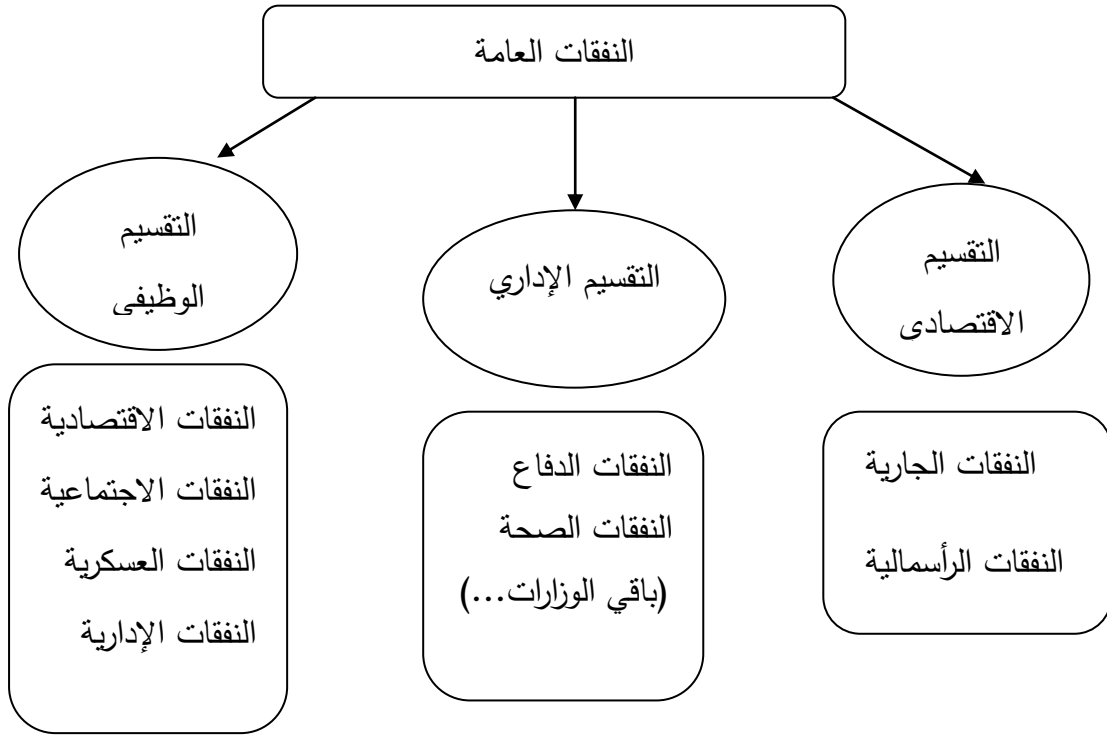 النفقات العامة
التقسيم
الاقتصادى
التقسيم الإداري
التقسيم
الوظيفى
النفقات الجارية
النفقات الرأسمالية
النفقات الدفاع
النفقات الصحة
(باقي الوزارات...)
النفقات الاقتصادية
النفقات الاجتماعية
النفقات العسكرية
النفقات الإدارية